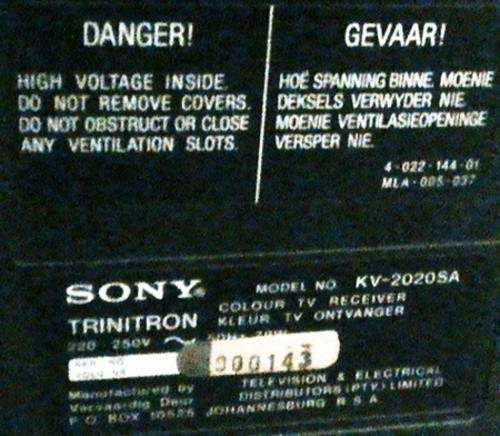 DANGER!
HIGH VOLTAGE INSIDE.
DO NOT REMOVE COVERS.
DO NOT OBSTRUCT OR CLOSE
ANY VENTILATION SLOTS.
GEVAAR!
HOË SPANNING BINNE. MOENIE
DEKSELS VERWYDER NIE.
MOENIE VENTILASIEOPENINGE
VERSPER NIE.
4-022-144-01
MLA-005-037
SONY
TRINITRON
220 250V ~
MODEL NO. KV-2020SA
COLOUR TV RECEIVER
KLEUR TV ONTVANGER
000143
Manufactured by
Vervaardig Deur
P O BOX 10525
TELEVISION & ELECTRICAL
DISTRIBUTORS (PTY) LIMITED
JOHANNESBURG R.S.A.